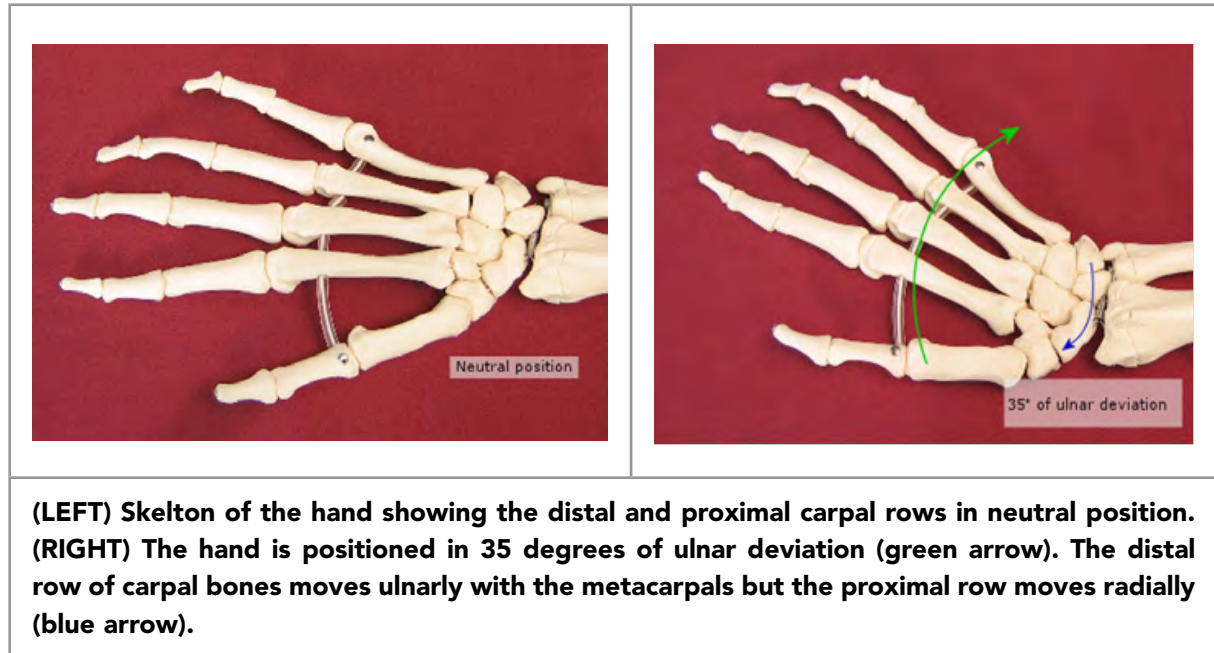 Neutral position
35° of ulnar deviation
(LEFT) Skelton of the hand showing the distal and proximal carpal rows in neutral position.
(RIGHT) The hand is positioned in 35 degrees of ulnar deviation (green arrow). The distal
row of carpal bones moves ulnarly with the metacarpals but the proximal row moves radially
(blue arrow).